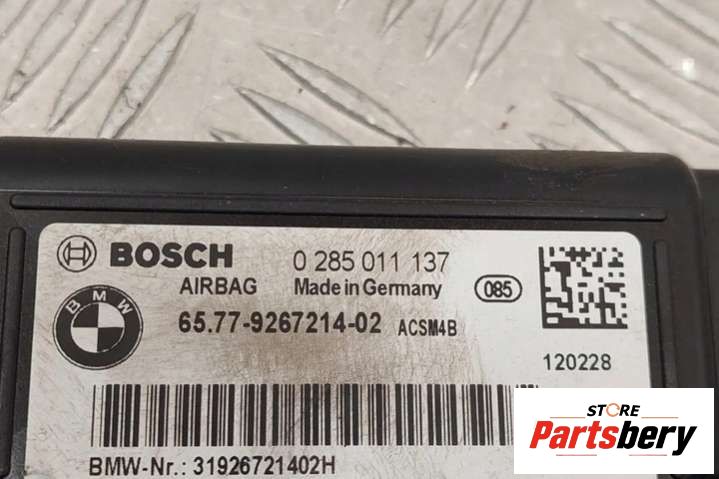 BOSCH 0 285 011 137
AIRBAG Made in Germany 085
BMW
65.77-9267214-02 ACSM4B
120228
BMW-Nr.: 31926721402H
STORE
Partsbery